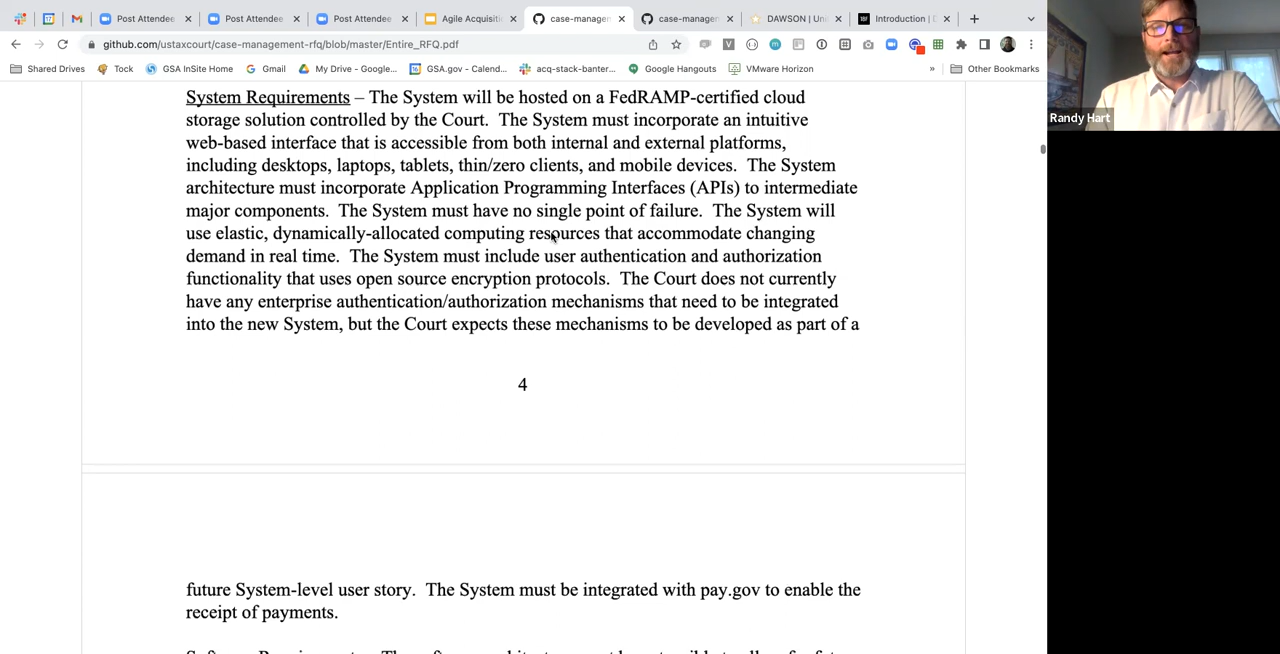 Post Attendee
Post Attendee
Post Attendee
Agile Acquisiti
case-managem
case-managem
DAWSON | Uni
Introduction | D
github.com/ustaxcourt/case-management-rfq/blob/master/Entire_RFQ.pdf
Shared Drives
Tock
GSA InSite Home
Gmail
My Drive - Google...
GSA.gov - Calend...
acq-stack-banter...
Google Hangouts
VMware Horizon
»
Other Bookmarks
Randy Hart
System Requirements – The System will be hosted on a FedRAMP-certified cloud
storage solution controlled by the Court. The System must incorporate an intuitive
web-based interface that is accessible from both internal and external platforms,
including desktops, laptops, tablets, thin/zero clients, and mobile devices. The System
architecture must incorporate Application Programming Interfaces (APIs) to intermediate
major components. The System must have no single point of failure. The System will
use elastic, dynamically-allocated computing resources that accommodate changing
demand in real time. The System must include user authentication and authorization
functionality that uses open source encryption protocols. The Court does not currently
have any enterprise authentication/authorization mechanisms that need to be integrated
into the new System, but the Court expects these mechanisms to be developed as part of a
4
future System-level user story. The System must be integrated with pay.gov to enable the
receipt of payments.